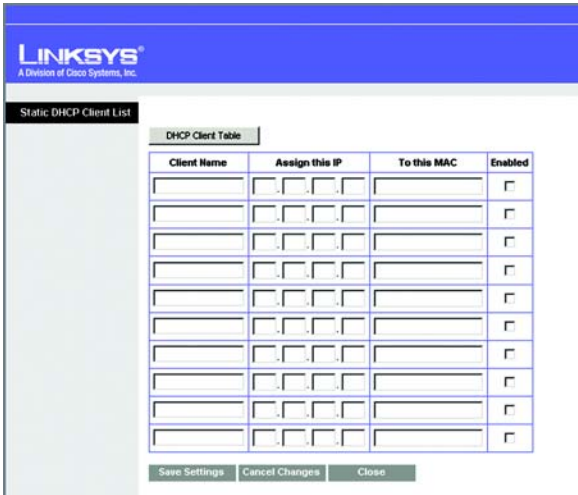 LINKSYS®
A Division of Cisco Systems, Inc.
Static DHCP Client List
DHCP Client Table
Client Name Assign this IP To this MAC Enabled
. . .
. . .
. . .
. . .
. . .
. . .
. . .
. . .
. . .
. . .
Save Settings Cancel Changes Close